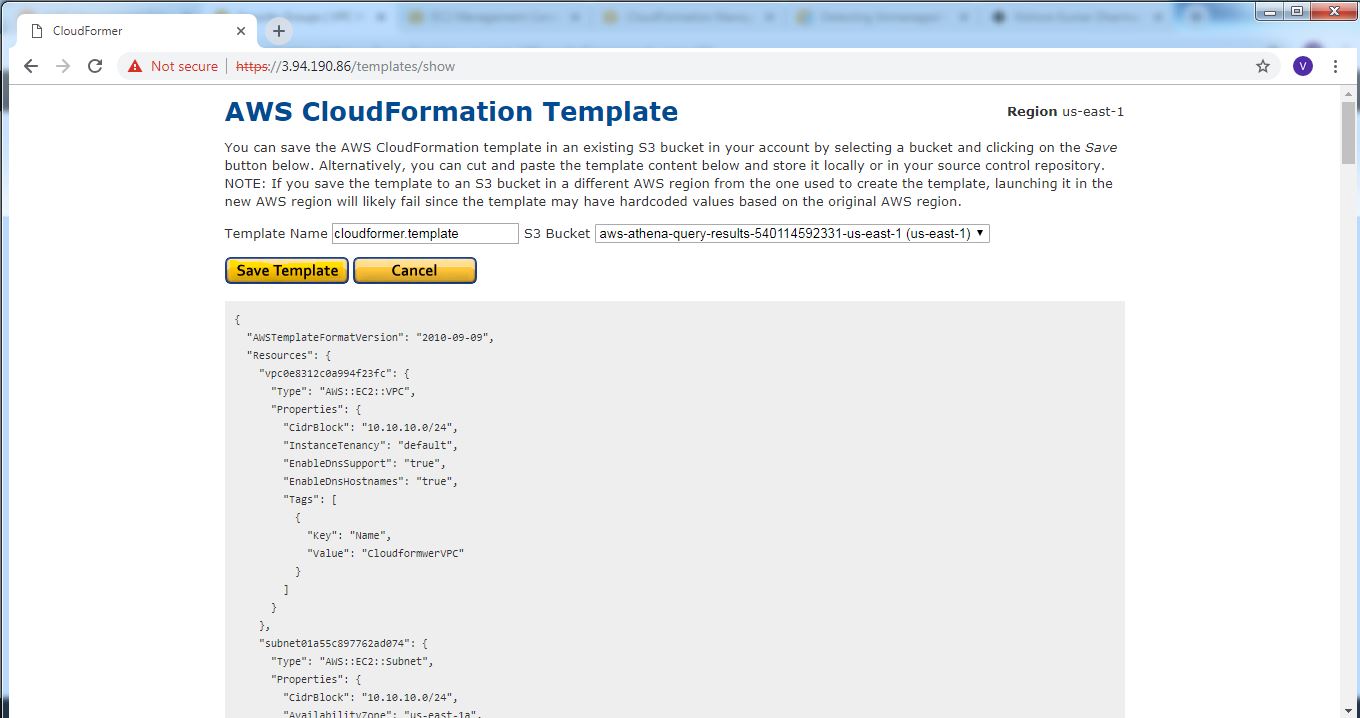 CloudFormer
Not secure https://3.94.190.86/templates/show
V
AWS CloudFormation Template
Region us-east-1
You can save the AWS CloudFormation template in an existing S3 bucket in your account by selecting a bucket and clicking on the Save
button below. Alternatively, you can cut and paste the template content below and store it locally or in your source control repository.
NOTE: If you save the template to an S3 bucket in a different AWS region from the one used to create the template, launching it in the
new AWS region will likely fail since the template may have hardcoded values based on the original AWS region.
Template Name cloudformer.template S3 Bucket aws-athena-query-results-540114592331-us-east-1 (us-east-1)
Save Template Cancel
{
"AWSTemplateFormatVersion": "2010-09-09",
"Resources": {
"vpc0e8312c0a994f23fc": {
"Type": "AWS::EC2::VPC",
"Properties": {
"CidrBlock": "10.10.10.0/24",
"InstanceTenancy": "default",
"EnableDnsSupport": "true",
"EnableDnsHostnames": "true",
"Tags": [
{
"Key": "Name",
"Value": "CloudformwerVPC"
}
]
}
},
"subnet01a55c897762ad074": {
"Type": "AWS::EC2::Subnet",
"Properties": {
"CidrBlock": "10.10.10.0/24",
"AvailabilityZone": "us-east-1a",